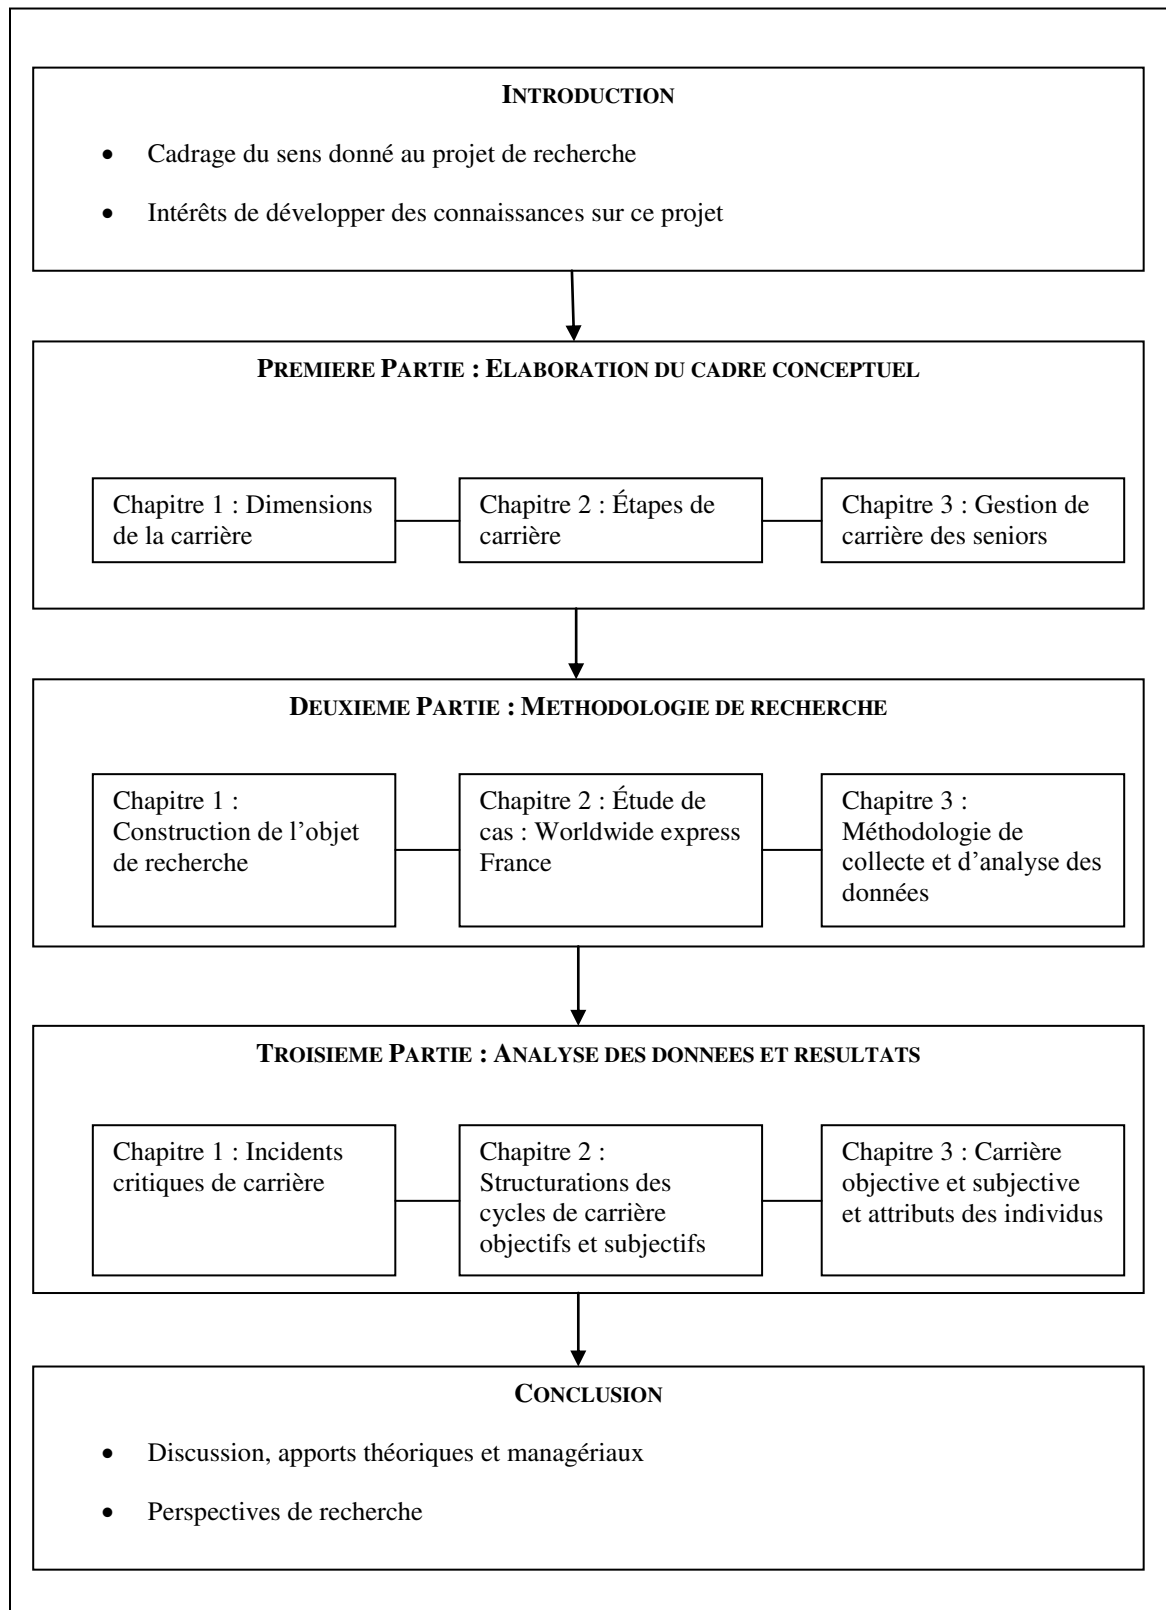 INTRODUCTION
• Cadrage du sens donné au projet de recherche
• Intérêts de développer des connaissances sur ce projet
PREMIERE PARTIE : ELABORATION DU CADRE CONCEPTUEL
Chapitre 1 : Dimensions
de la carrière
Chapitre 2 : Étapes de
carrière
Chapitre 3 : Gestion de
carrière des seniors
DEUXIEME PARTIE : METHODOLOGIE DE RECHERCHE
Chapitre 1 :
Construction de l’objet
de recherche
Chapitre 2 : Étude de
cas : Worldwide express
France
Chapitre 3 :
Méthodologie de
collecte et d’analyse des
données
TROISIEME PARTIE : ANALYSE DES DONNEES ET RESULTATS
Chapitre 1 : Incidents
critiques de carrière
Chapitre 2 :
Structurations des
cycles de carrière
objectifs et subjectifs
Chapitre 3 : Carrière
objective et subjective
et attributs des individus
CONCLUSION
• Discussion, apports théoriques et managériaux
• Perspectives de recherche